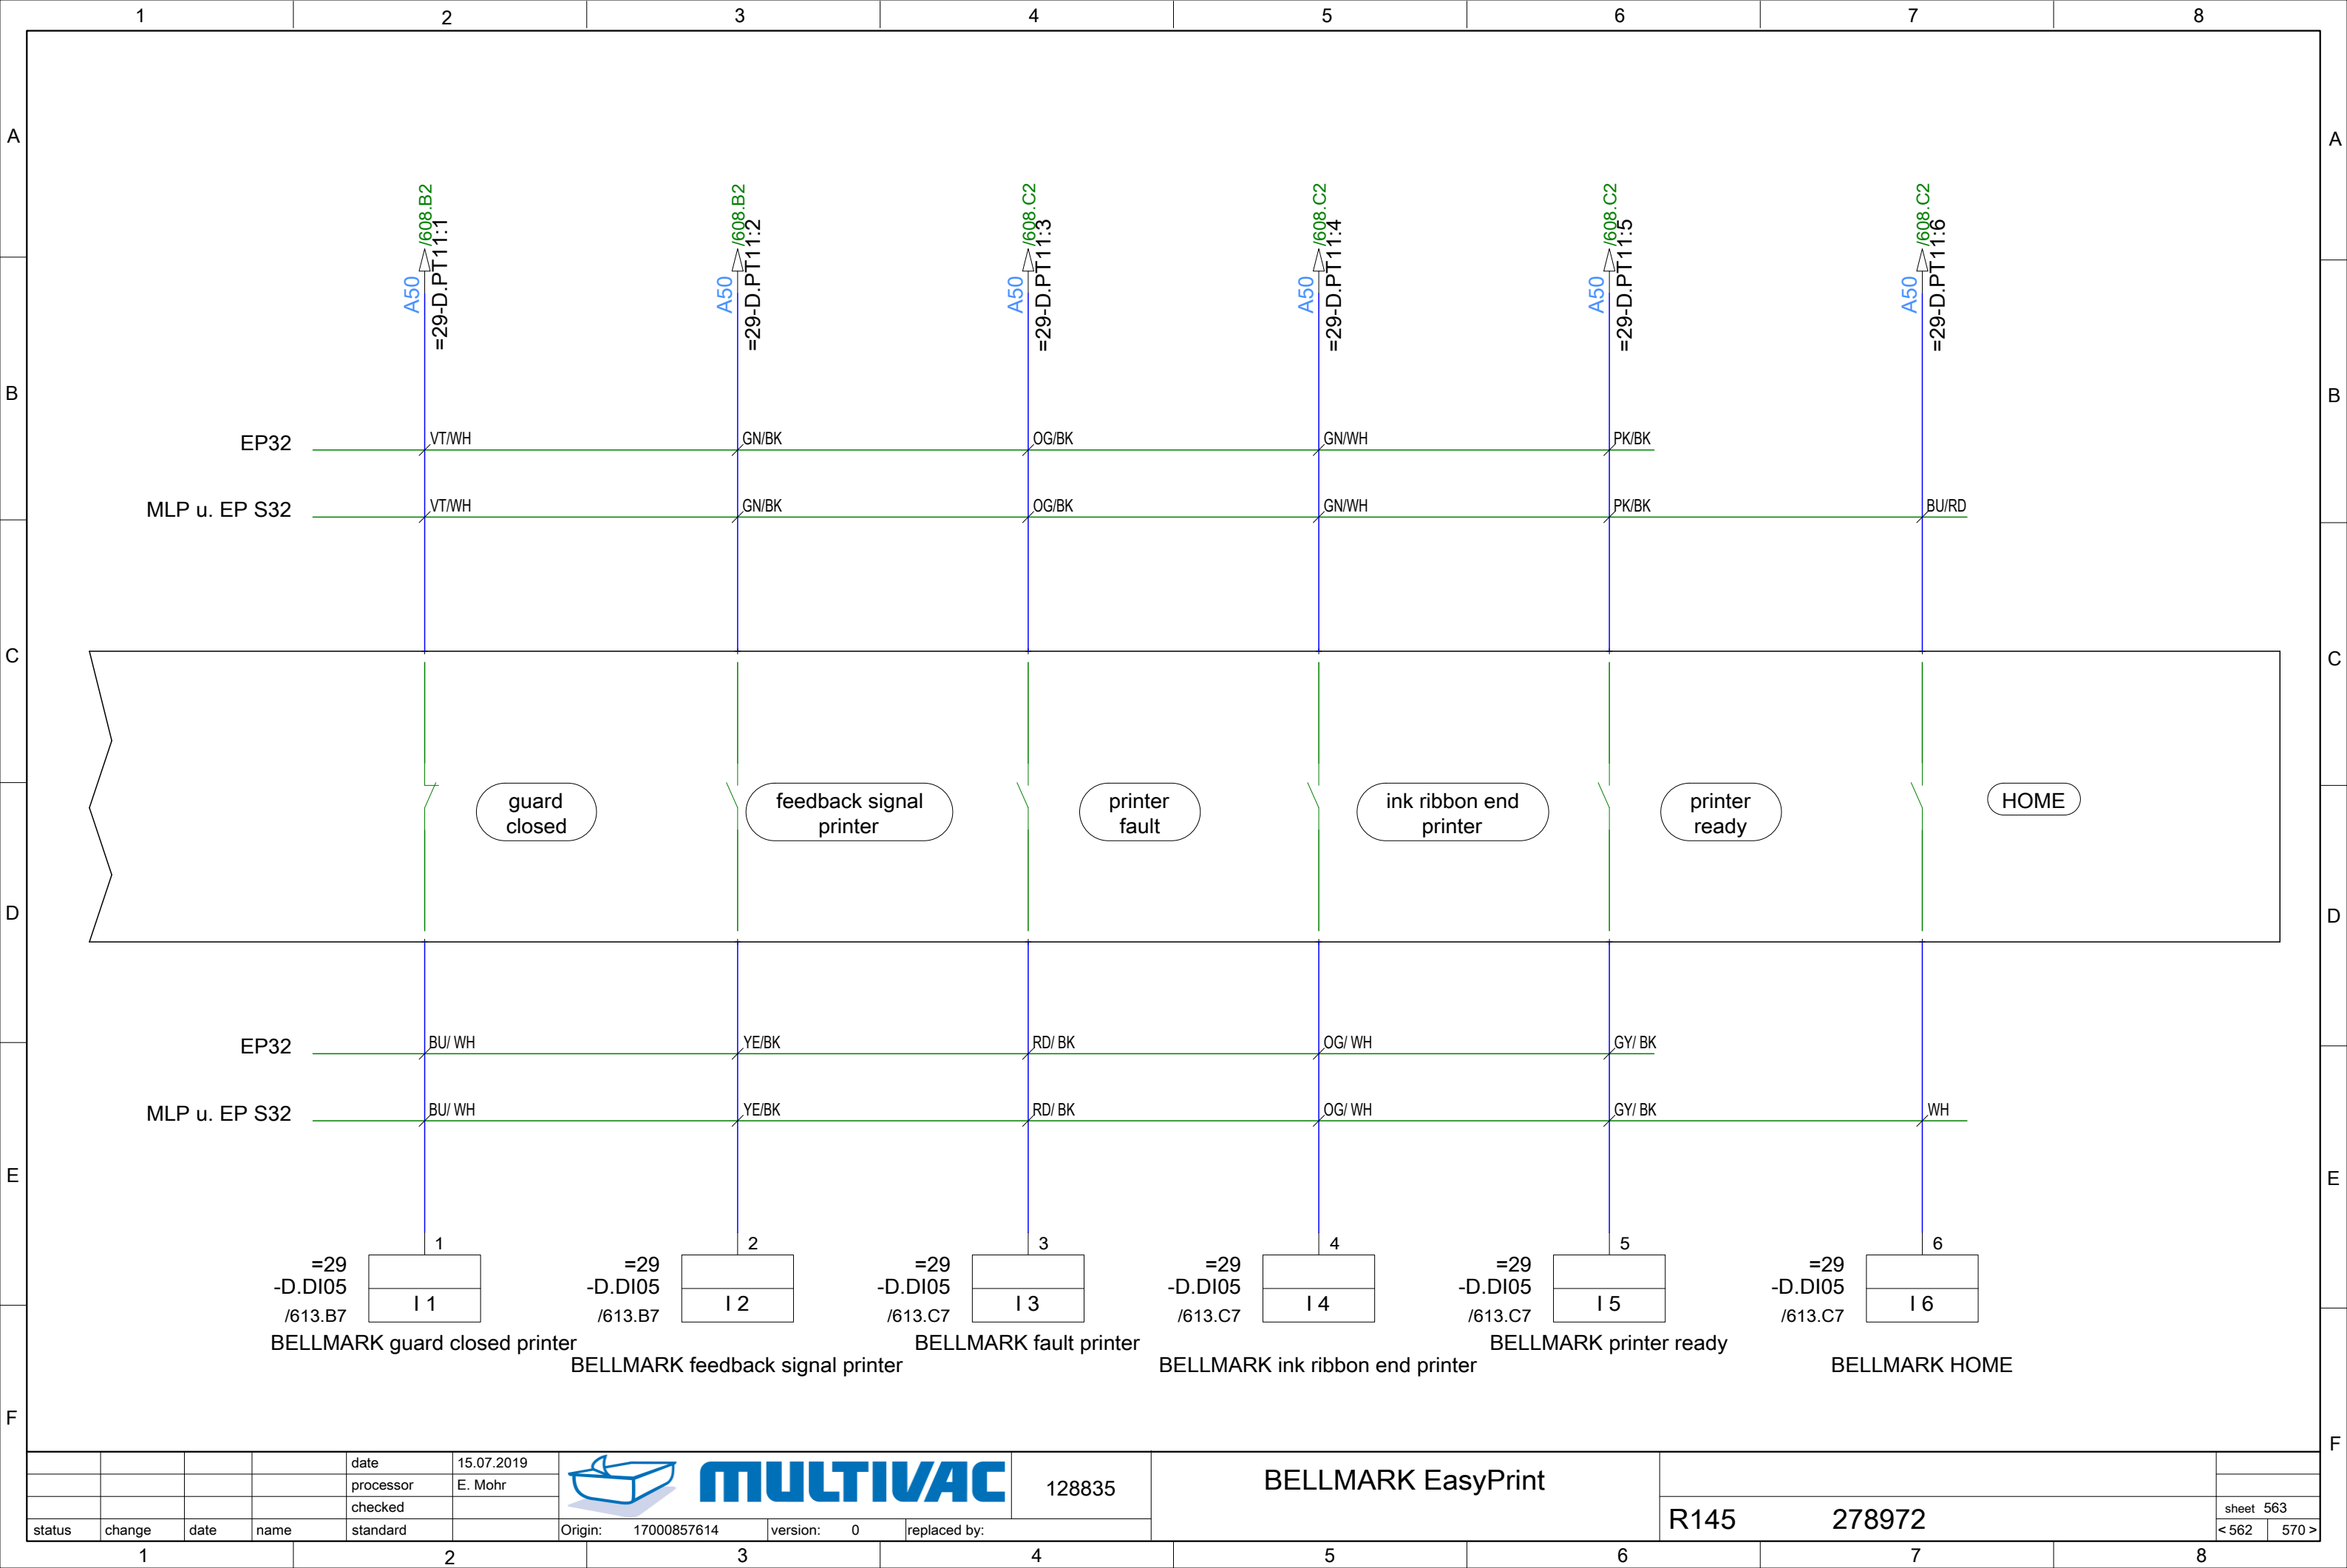 1 2 3 4 5 6 7 8
A A
/608.B2 /608.B2 /608.C2 /608.C2 /608.C2 /608.C2
=29-D.PT11:1 =29-D.PT11:2 =29-D.PT11:3 =29-D.PT11:4 =29-D.PT11:5 =29-D.PT11:6
A50 A50 A50 A50 A50 A50
B B
EP32 VT/WH GN/BK OG/BK GN/WH PK/BK
MLP u. EP S32 VT/WH GN/BK OG/BK GN/WH PK/BK BU/RD
C C
guard feedback signal printer ink ribbon end printer HOME
closed printer fault printer ready
D D
EP32 BU/ WH YE/BK RD/ BK OG/ WH GY/ BK
MLP u. EP S32 BU/ WH YE/BK RD/ BK OG/ WH GY/ BK WH
E E
1 2 3 4 5 6
=29 =29 =29 =29 =29 =29
-D.DI05 -D.DI05 -D.DI05 -D.DI05 -D.DI05 -D.DI05
I 1 I 2 I 3 I 4 I 5 I 6
/613.B7 /613.B7 /613.C7 /613.C7 /613.C7 /613.C7
BELLMARK guard closed printer BELLMARK fault printer BELLMARK printer ready
BELLMARK feedback signal printer BELLMARK ink ribbon end printer BELLMARK HOME
F F
date 15.07.2019
processor E. Mohr
checked
status change date name standard
MULTIVAC
128835
Origin: 17000857614 version: 0 replaced by:
BELLMARK EasyPrint
R145 278972
sheet 563
< 562 570 >
1 2 3 4 5 6 7 8